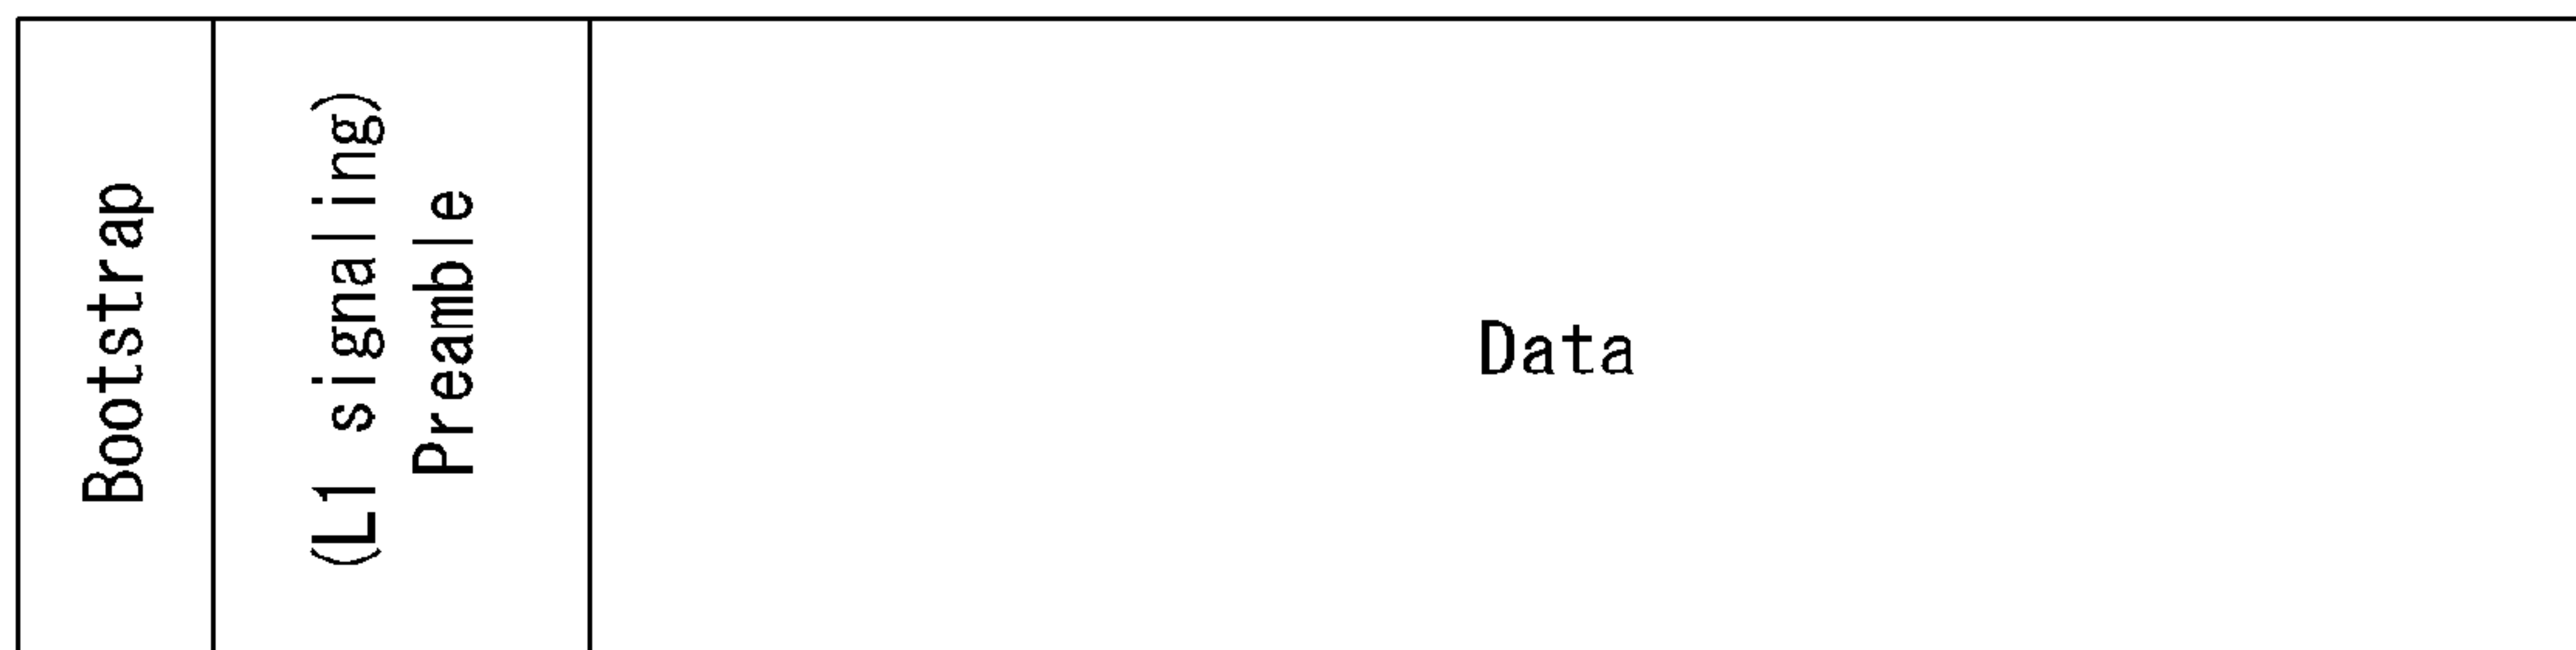 Bootstrap
(L1 signaling)
Preamble
Data